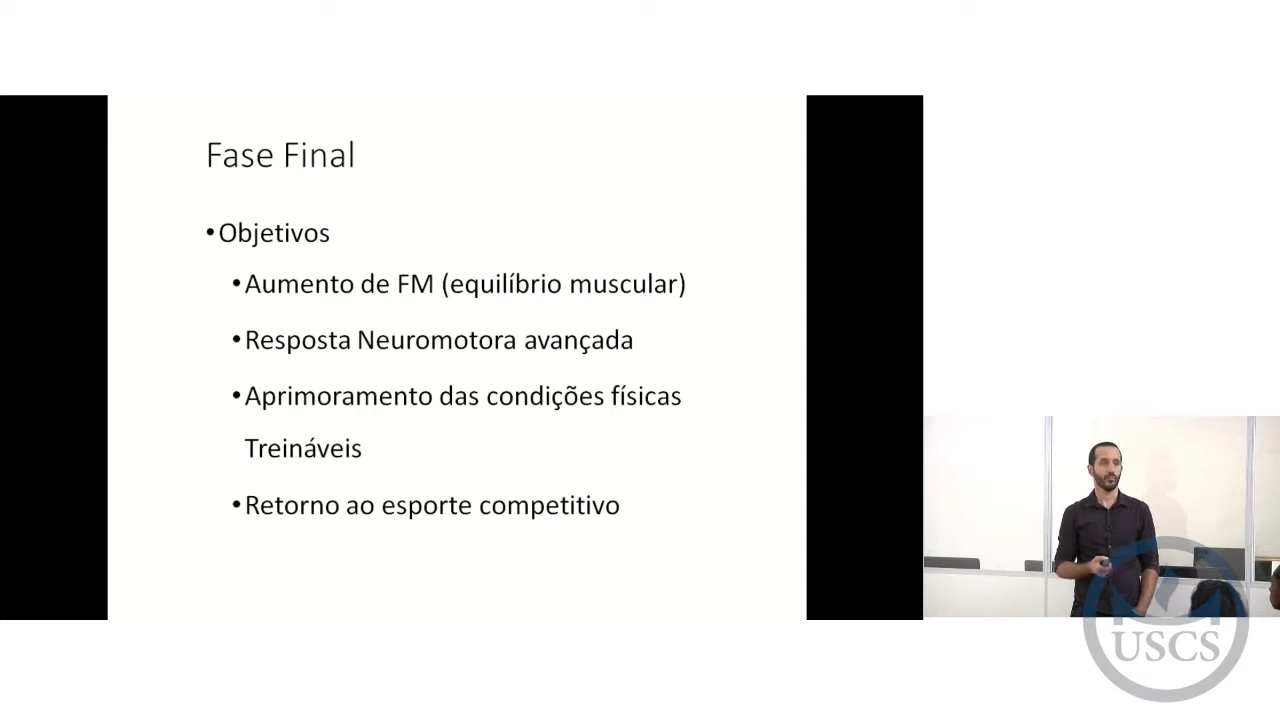 Fase Final
•Objetivos
•Aumento de FM (equilíbrio muscular)
•Resposta Neuromotora avançada
•Aprimoramento das condições físicas
Treináveis
•Retorno ao esporte competitivo
USCS